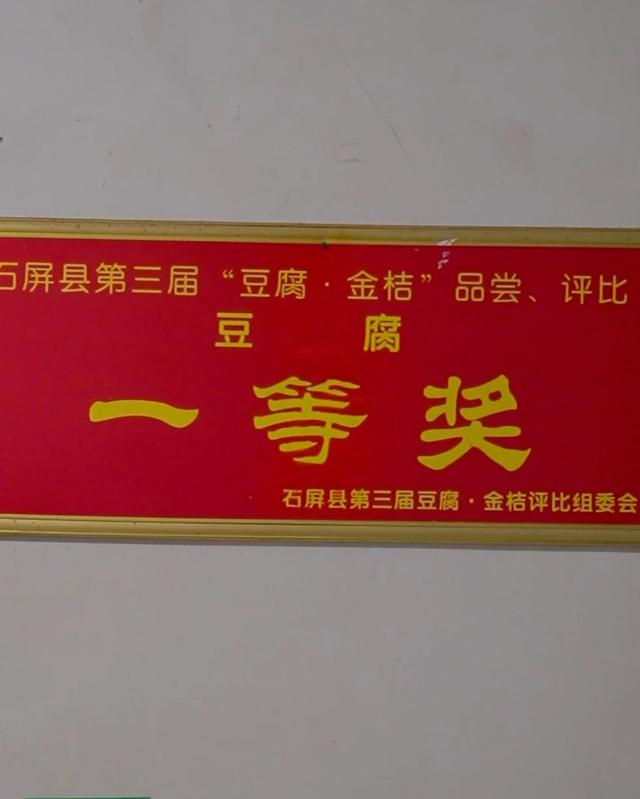 石屏县第三届“豆腐·金桔”品尝、评比
豆腐
一等奖
石屏县第三届豆腐·金桔评比组委会